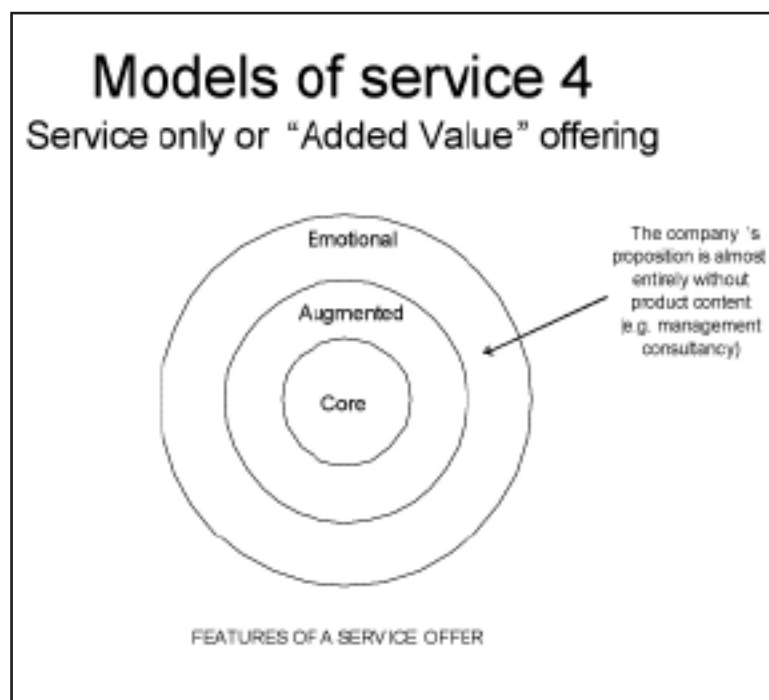 Models of service 4
Service only or “Added Value” offering
Emotional
Augmented
Core
The company ’s
proposition is almost
entirely without
product content
(e.g. management
consultancy)
FEATURES OF A SERVICE OFFER